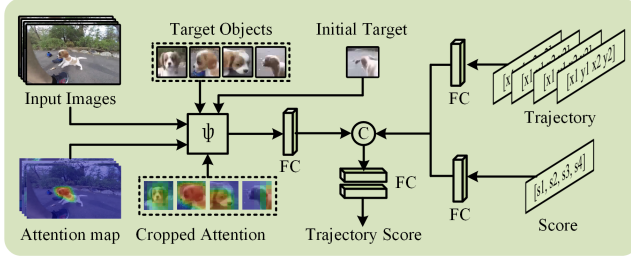 Target Objects
Initial Target
Input Images
FC
[x1 y1 x2 y2]
Trajectory
ψ
FC
C
FC
[s1, s2, s3, s4]
FC
Attention map
Cropped Attention
Trajectory Score
Score